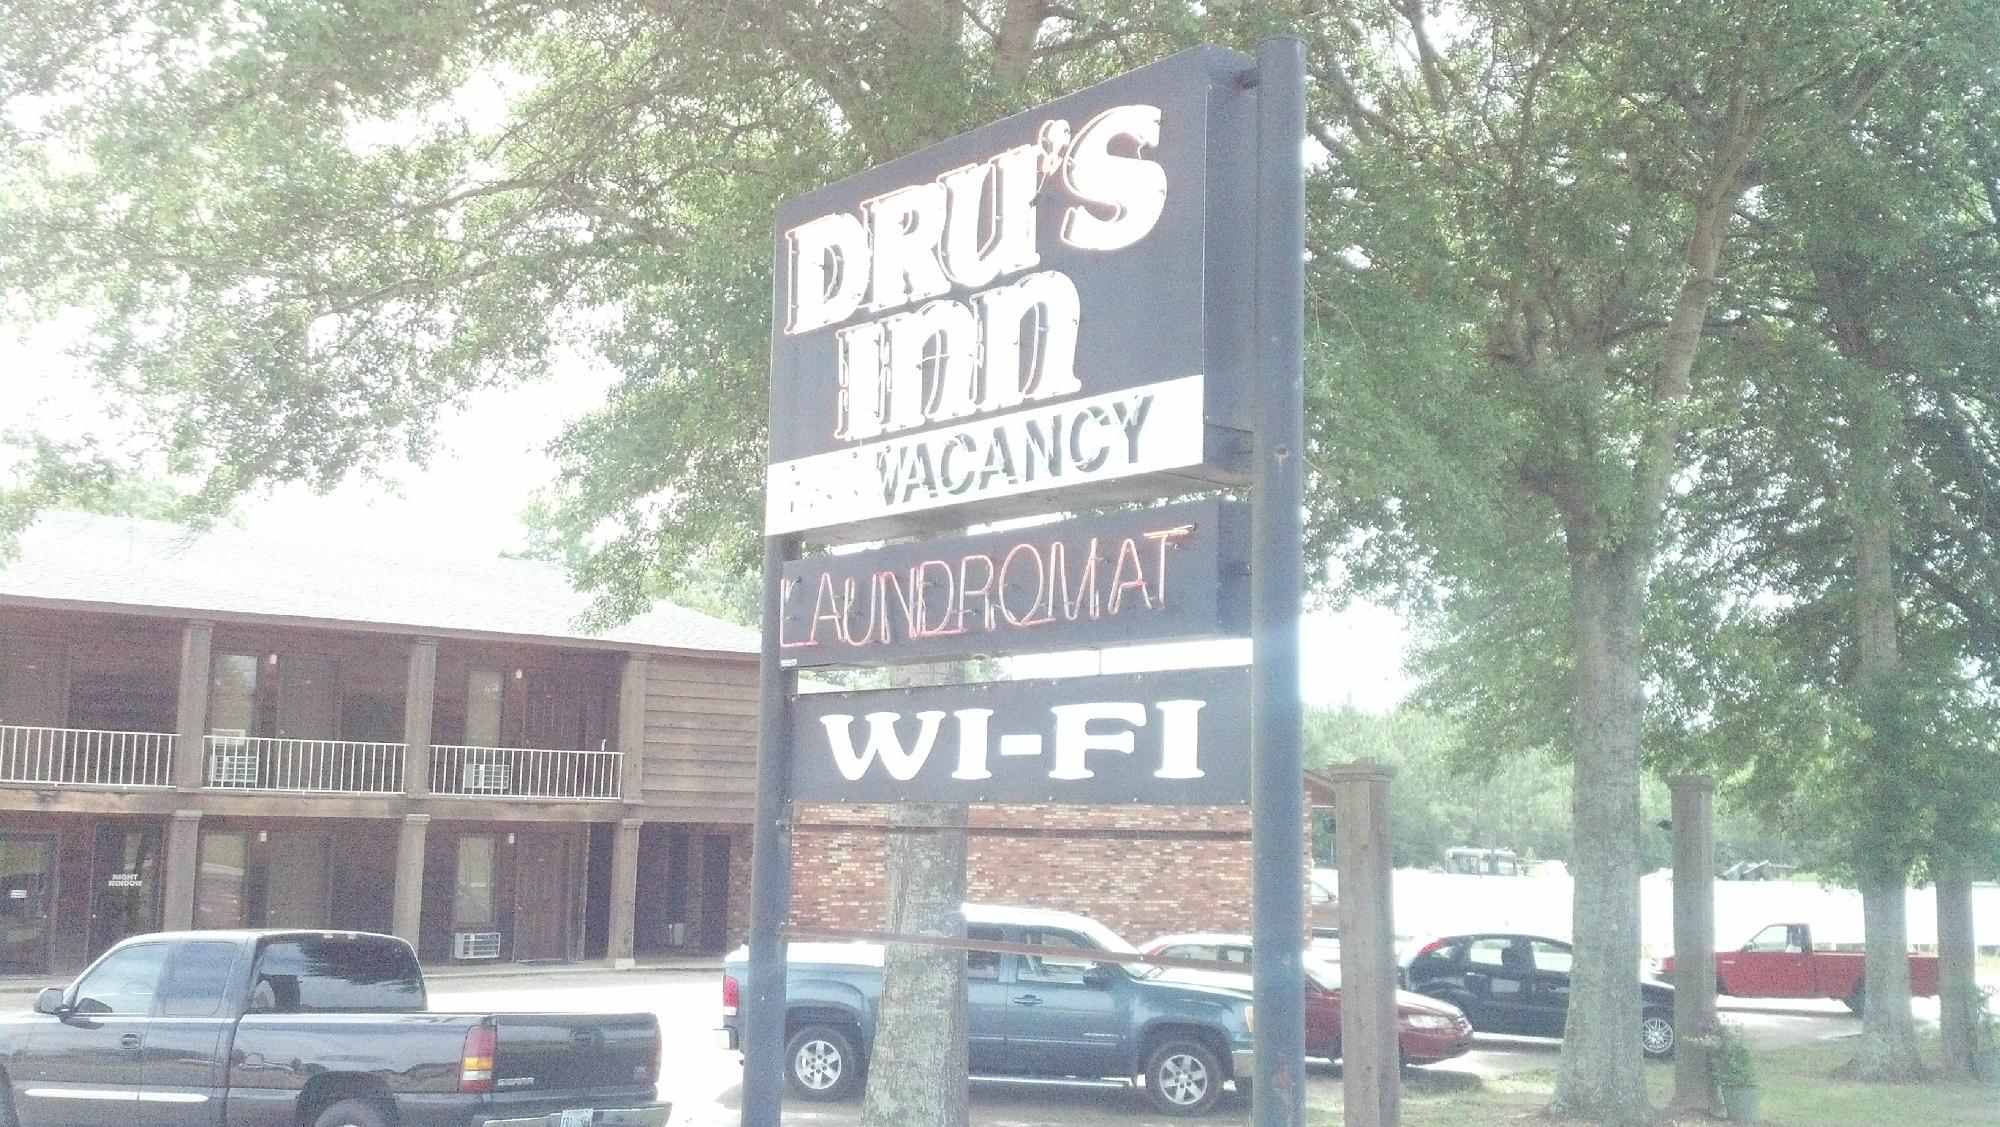 DRU'S
Inn
VACANCY
LAUNDROMAT
WI-FI
NIGHT
WINDOW